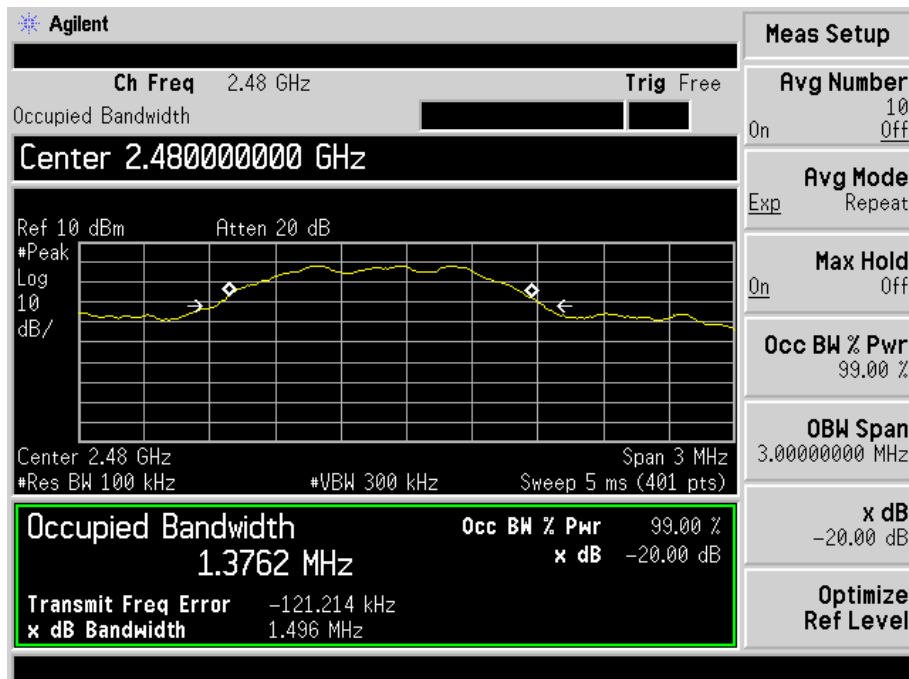 Agilent
Ch Freq 2.48 GHz Trig Free
Occupied Bandwidth
Center 2.480000000 GHz
Ref 10 dBm Atten 20 dB
#Peak
Log
10
dB/
Center 2.48 GHz Span 3 MHz
#Res BW 100 kHz #VBW 300 kHz Sweep 5 ms (401 pts)
Occupied Bandwidth
1.3762 MHz
Occ BW % Pwr 99.00 %
x dB -20.00 dB
Transmit Freq Error -121.214 kHz
x dB Bandwidth 1.496 MHz
Meas Setup
Avg Number
10
On Off
Avg Mode
Exp Repeat
Max Hold
On Off
Occ BW % Pwr
99.00 %
OBW Span
3.00000000 MHz
x dB
-20.00 dB
Optimize
Ref Level